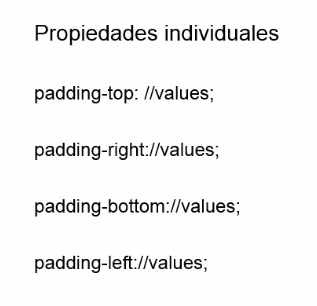 Propiedades individuales
padding-top: //values;
padding-right://values;
padding-bottom://values;
padding-left://values;